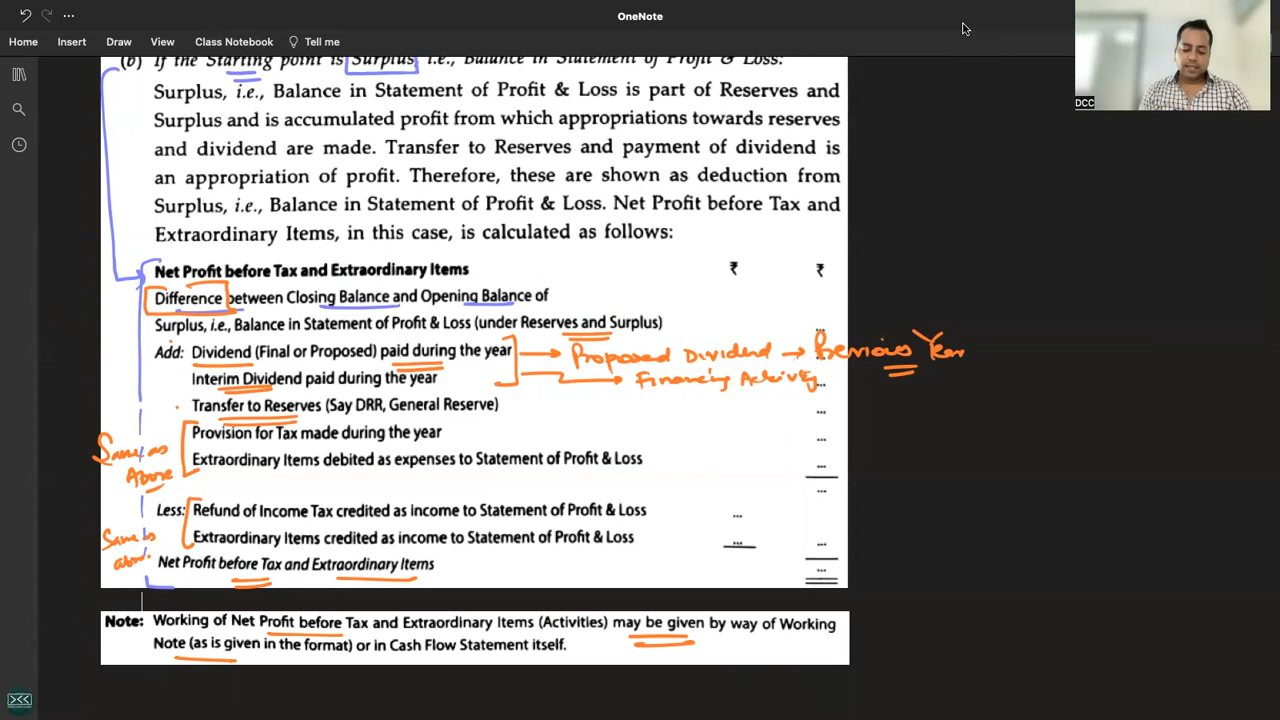 OneNote
Home Insert Draw View Class Notebook Tell me
DCC
(b) If the Starting point is Surplus i.e., Balance in Statement of Profit & Loss:
Surplus, i.e., Balance in Statement of Profit & Loss is part of Reserves and
Surplus and is accumulated profit from which appropriations towards reserves
and dividend are made. Transfer to Reserves and payment of dividend is
an appropriation of profit. Therefore, these are shown as deduction from
Surplus, i.e., Balance in Statement of Profit & Loss. Net Profit before Tax and
Extraordinary Items, in this case, is calculated as follows:
Net Profit before Tax and Extraordinary Items ₹ ₹
Difference between Closing Balance and Opening Balance of
Surplus, i.e., Balance in Statement of Profit & Loss (under Reserves and Surplus) ...
Add: Dividend (Final or Proposed) paid during the year Proposed Dividend → Previous Year
Interim Dividend paid during the year Financing Activity ...
Transfer to Reserves (Say DRR, General Reserve) ...
Provision for Tax made during the year ...
Same as
Extraordinary Items debited as expenses to Statement of Profit & Loss ...
Above
...
Less: Refund of Income Tax credited as income to Statement of Profit & Loss ...
Extraordinary Items credited as income to Statement of Profit & Loss ... ...
above.
Net Profit before Tax and Extraordinary Items ...
Note: Working of Net Profit before Tax and Extraordinary Items (Activities) may be given by way of Working
Note (as is given in the format) or in Cash Flow Statement itself.